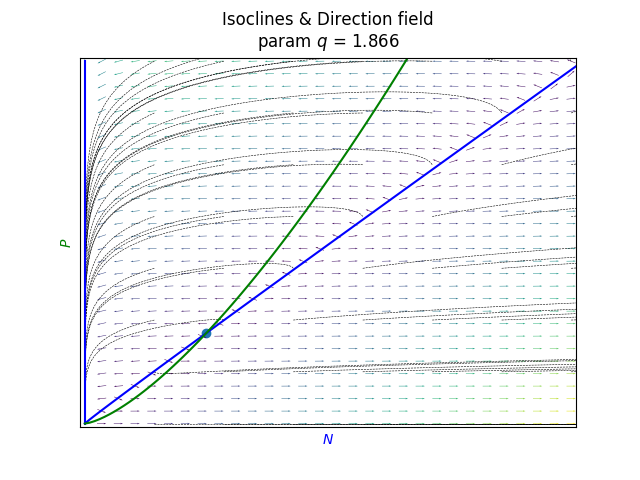 Isoclines & Direction field
param q = 1.866
P
N